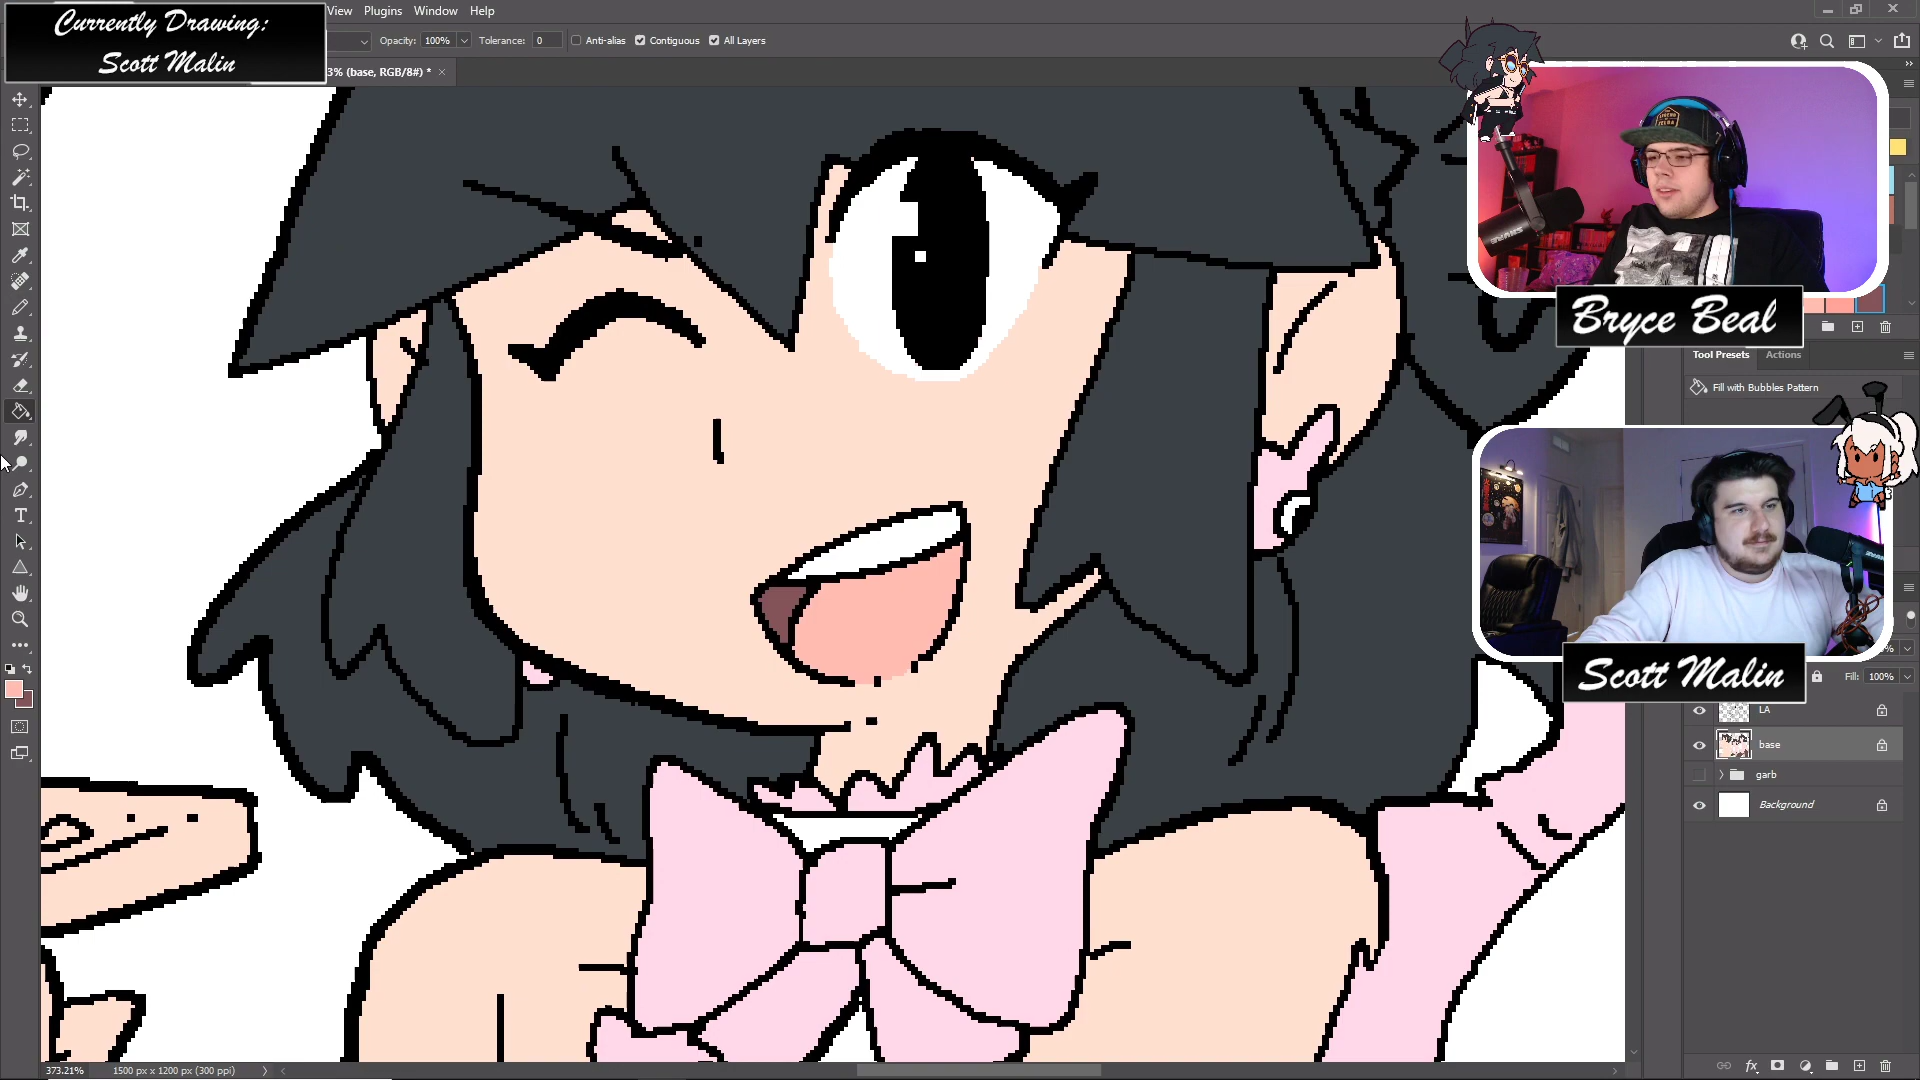 Currently Drawing:
Scott Malin
View Plugins Window Help
Opacity: 100% Tolerance: 0 Anti-alias Contiguous All Layers
3% (base, RGB/8#) * ×
Bryce Beal
Tool Presets Actions
Fill with Bubbles Pattern
Scott Malin
Fill: 100%
LA
base
garb
Background
373.21% 1500 px x 1200 px (300 ppi)